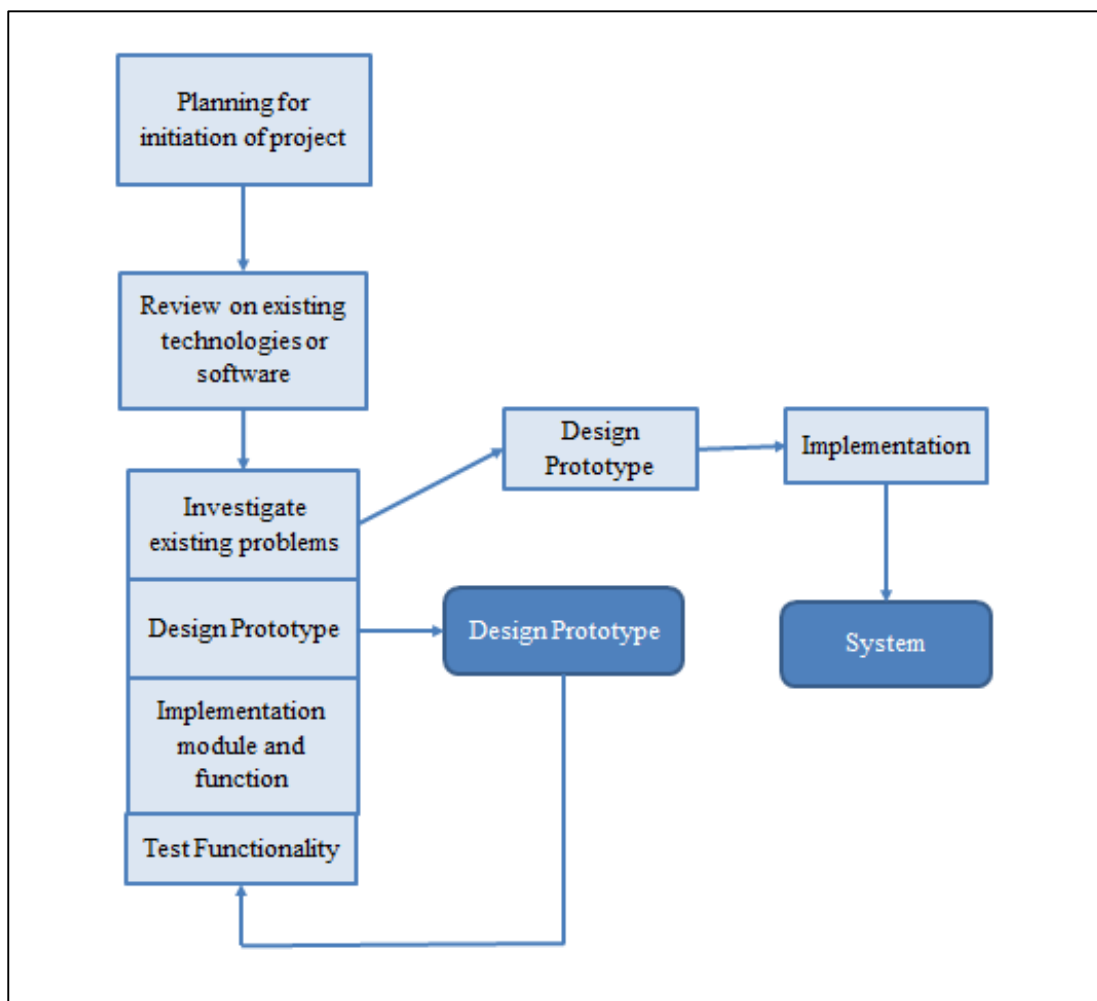 Planning for
initiation of project
Review on existing
technologies or
software
Investigate
existing problems
Design Prototype
Implementation
module and
function
Test Functionality
Design
Prototype
Implementation
Design Prototype
System